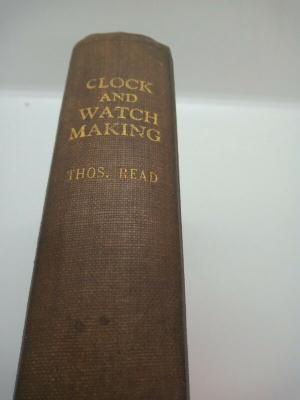 CLOCK
AND
WATCH
MAKING
THOS. READ